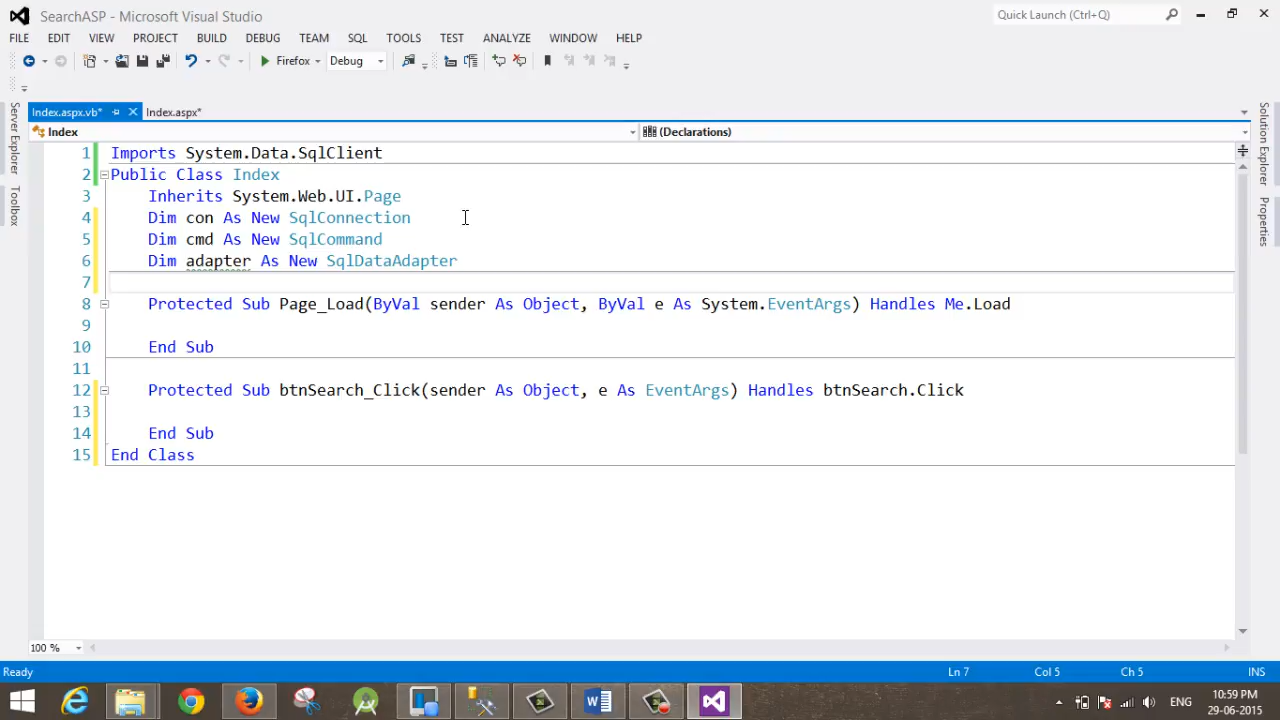 SearchASP - Microsoft Visual Studio
Quick Launch (Ctrl+Q)
FILE EDIT VIEW PROJECT BUILD DEBUG TEAM SQL TOOLS TEST ANALYZE WINDOW HELP
Firefox Debug
Index.aspx.vb* Index.aspx*
Index (Declarations)
Server Explorer
Toolbox
Solution Explorer
Properties
1 Imports System.Data.SqlClient
2 Public Class Index
3 Inherits System.Web.UI.Page
4 Dim con As New SqlConnection
5 Dim cmd As New SqlCommand
6 Dim adapter As New SqlDataAdapter
7
8 Protected Sub Page_Load(ByVal sender As Object, ByVal e As System.EventArgs) Handles Me.Load
9
10 End Sub
11
12 Protected Sub btnSearch_Click(sender As Object, e As EventArgs) Handles btnSearch.Click
13
14 End Sub
15 End Class
100 %
Ready Ln 7 Col 5 Ch 5 INS
ENG 10:59 PM
29-06-2015